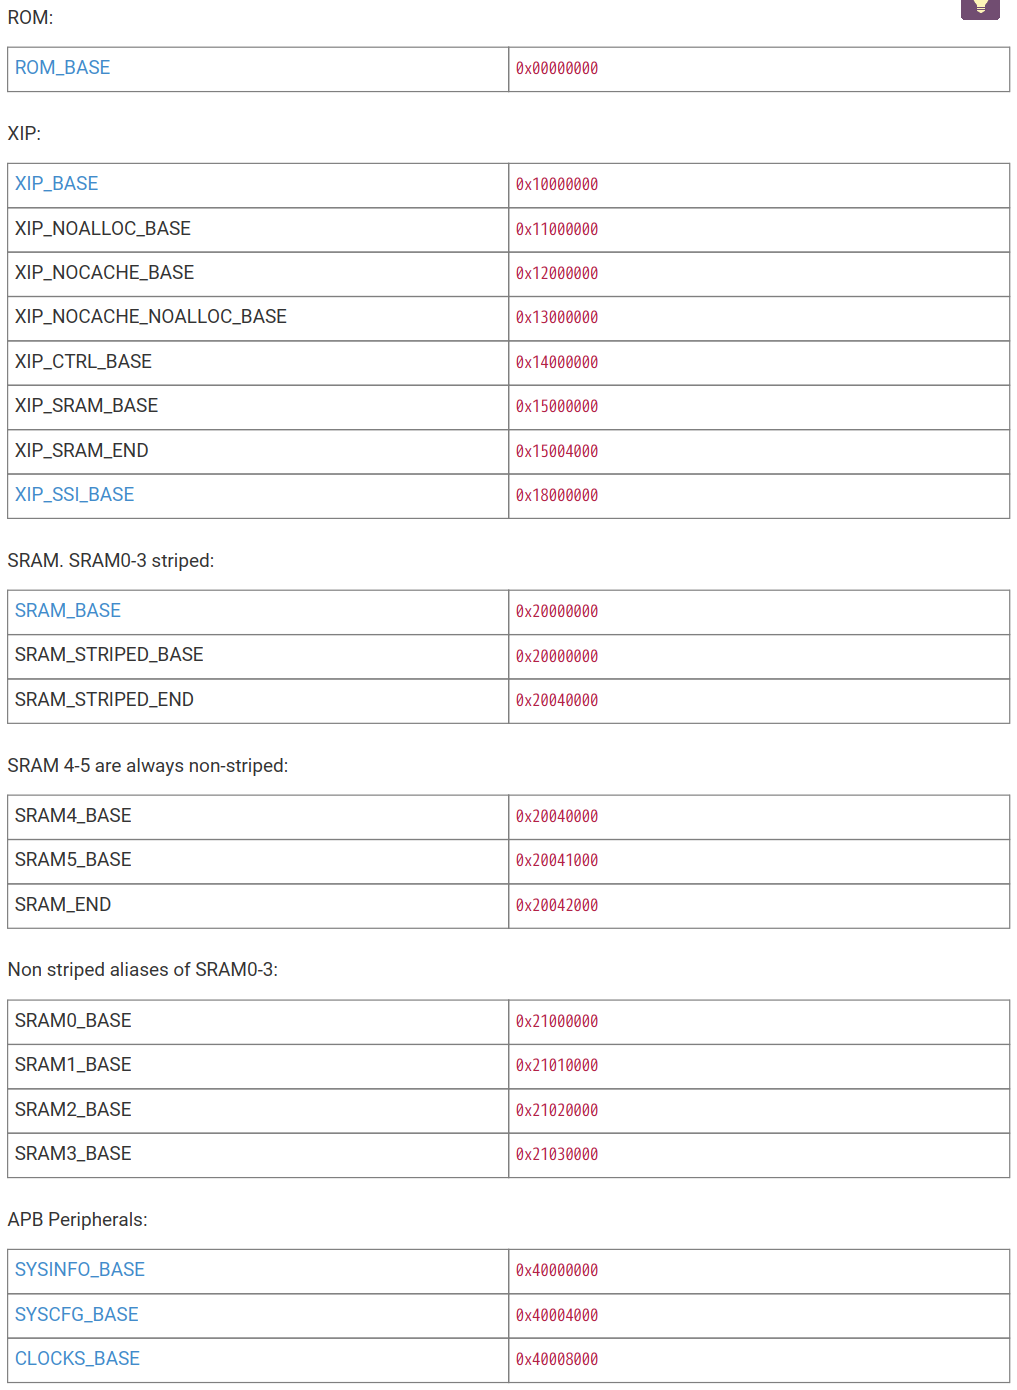 ROM:
ROM_BASE 0x00000000
XIP:
XIP_BASE 0x10000000
XIP_NOALLOC_BASE 0x11000000
XIP_NOCACHE_BASE 0x12000000
XIP_NOCACHE_NOALLOC_BASE 0x13000000
XIP_CTRL_BASE 0x14000000
XIP_SRAM_BASE 0x15000000
XIP_SRAM_END 0x15004000
XIP_SSI_BASE 0x18000000
SRAM. SRAM0-3 striped:
SRAM_BASE 0x20000000
SRAM_STRIPED_BASE 0x20000000
SRAM_STRIPED_END 0x20040000
SRAM 4-5 are always non-striped:
SRAM4_BASE 0x20040000
SRAM5_BASE 0x20041000
SRAM_END 0x20042000
Non striped aliases of SRAM0-3:
SRAM0_BASE 0x21000000
SRAM1_BASE 0x21010000
SRAM2_BASE 0x21020000
SRAM3_BASE 0x21030000
APB Peripherals:
SYSINFO_BASE 0x40000000
SYSCFG_BASE 0x40004000
CLOCKS_BASE 0x40008000